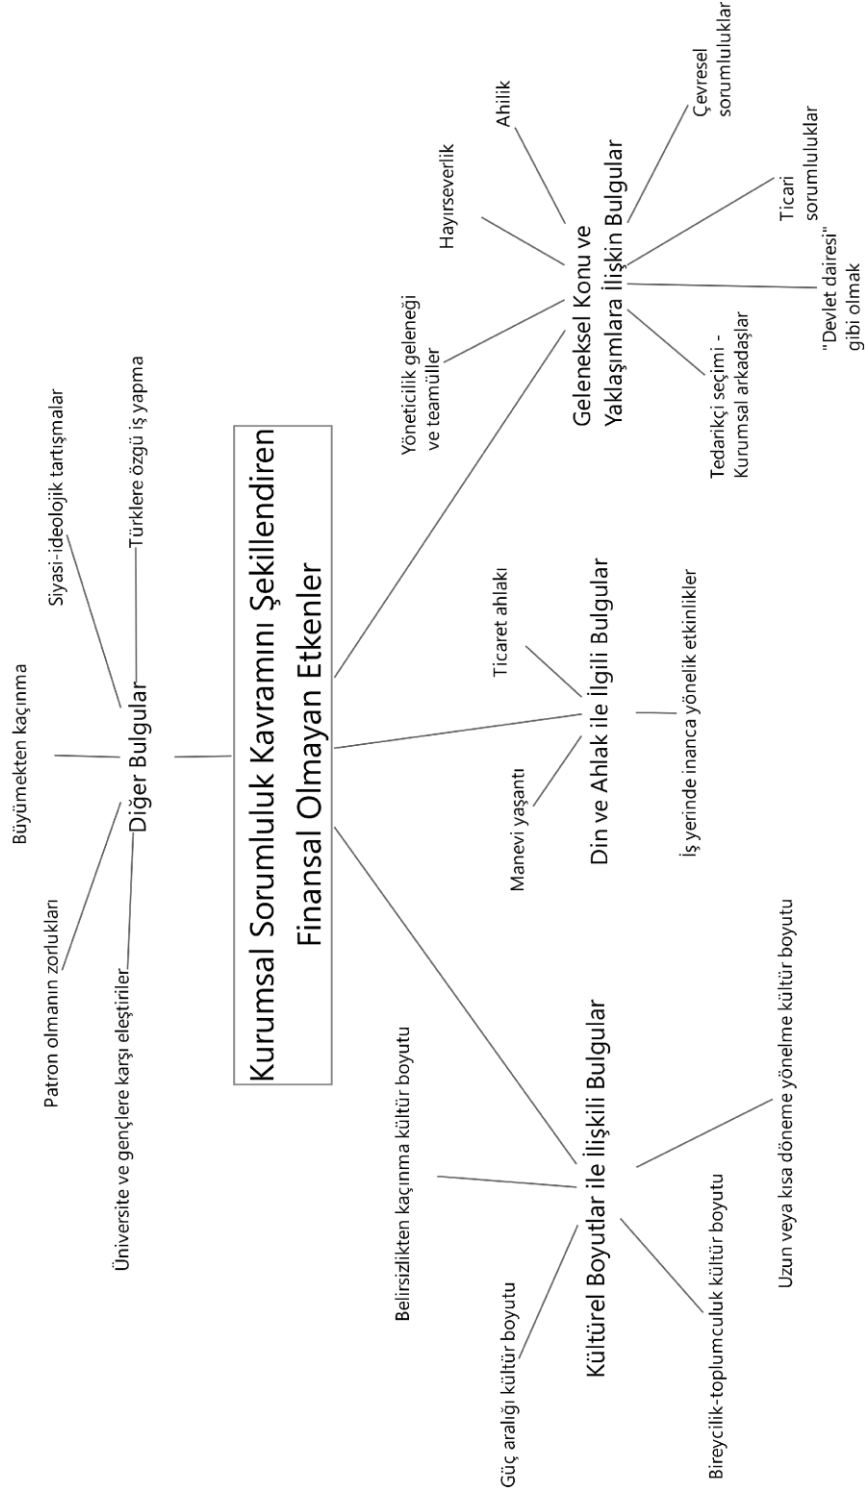 Büyümekten kaçınma
Patron olmanın zorlukları
Siyasi-ideolojik tartışmalar
Üniversite ve gençlere karşı eleştiriler
Diğer Bulgular
Türklere özgü iş yapma
Kurumsal Sorumluluk Kavramını Şekillendiren
Finansal Olmayan Etkenler
Belirsizlikten kaçınma kültür boyutu
Güç aralığı kültür boyutu
Kültürel Boyutlar ile İlişkili Bulgular
Bireycilik-toplumculuk kültür boyutu
Uzun veya kısa döneme yönelme kültür boyutu
Manevi yaşantı
Ticaret ahlakı
Din ve Ahlak ile İlgili Bulgular
İş yerinde inanca yönelik etkinlikler
Yöneticilik geleneği
ve teamüller
Hayırseverlik
Ahilik
Geleneksel Konu ve
Yaklaşımlara İlişkin Bulgular
Tedarikçi seçimi -
Kurumsal arkadaşlar
"Devlet dairesi"
gibi olmak
Ticari
sorumluluklar
Çevresel
sorumluluklar